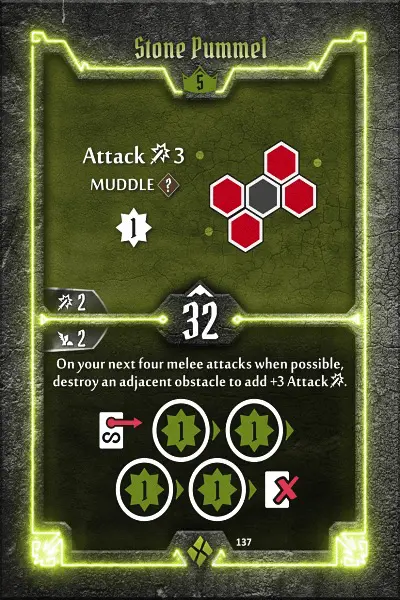 Stone Pummel
5
Attack 3
MUDDLE ?
1
2
32
2
On your next four melee attacks when possible,
destroy an adjacent obstacle to add +3 Attack.
S 1 1
1 1
137